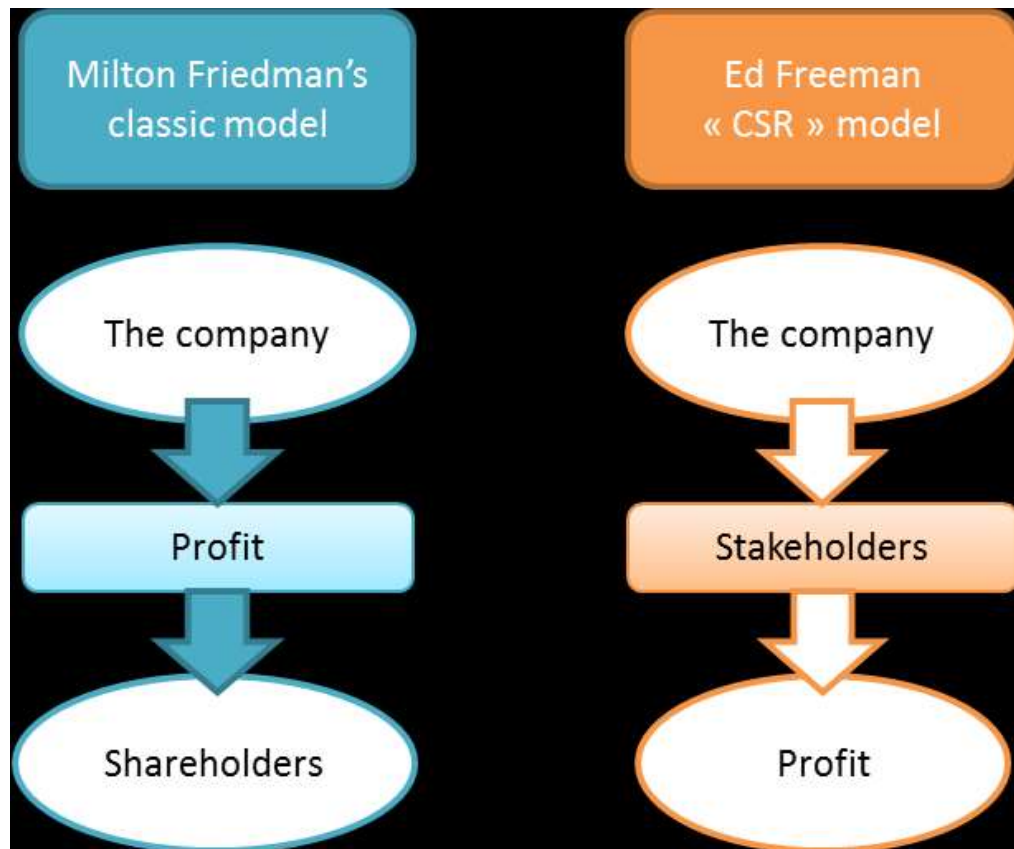 Milton Friedman's
classic model
The company
Profit
Shareholders
Ed Freeman
« CSR » model
The company
Stakeholders
Profit